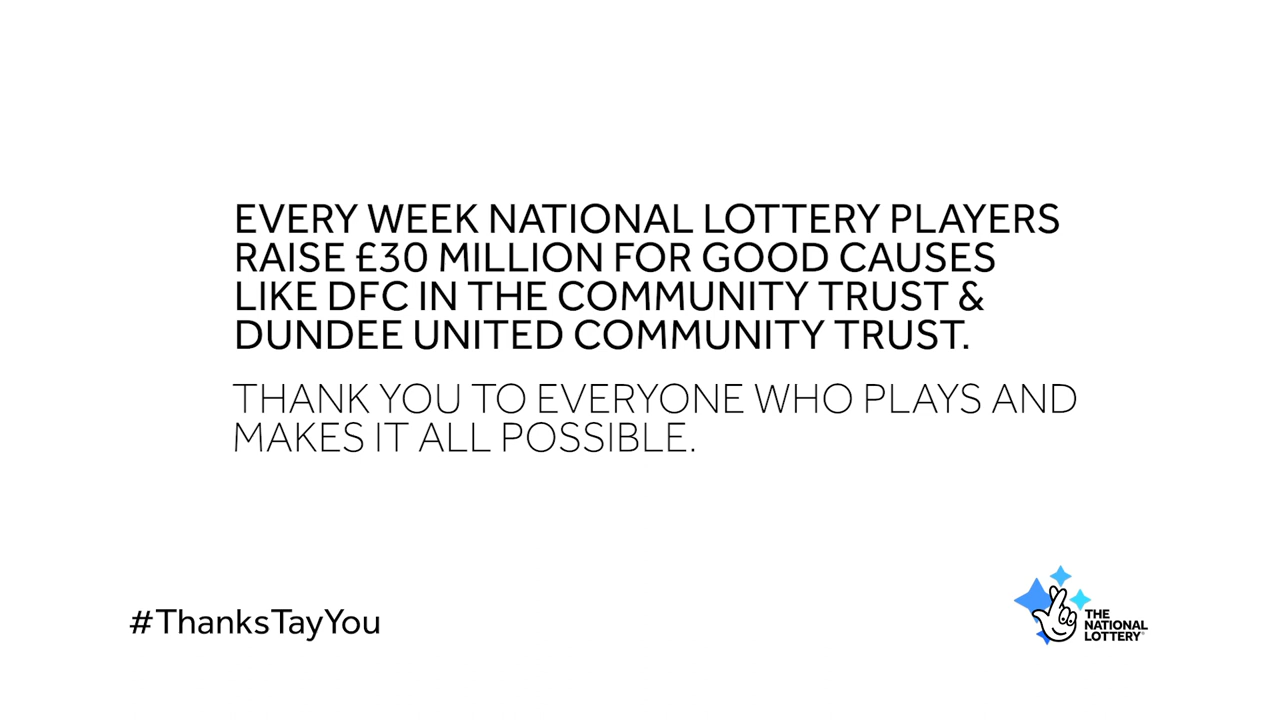 EVERY WEEK NATIONAL LOTTERY PLAYERS
RAISE £30 MILLION FOR GOOD CAUSES
LIKE DFC IN THE COMMUNITY TRUST &
DUNDEE UNITED COMMUNITY TRUST.
THANK YOU TO EVERYONE WHO PLAYS AND
MAKES IT ALL POSSIBLE.
#ThanksTayYou
THE
NATIONAL
LOTTERY